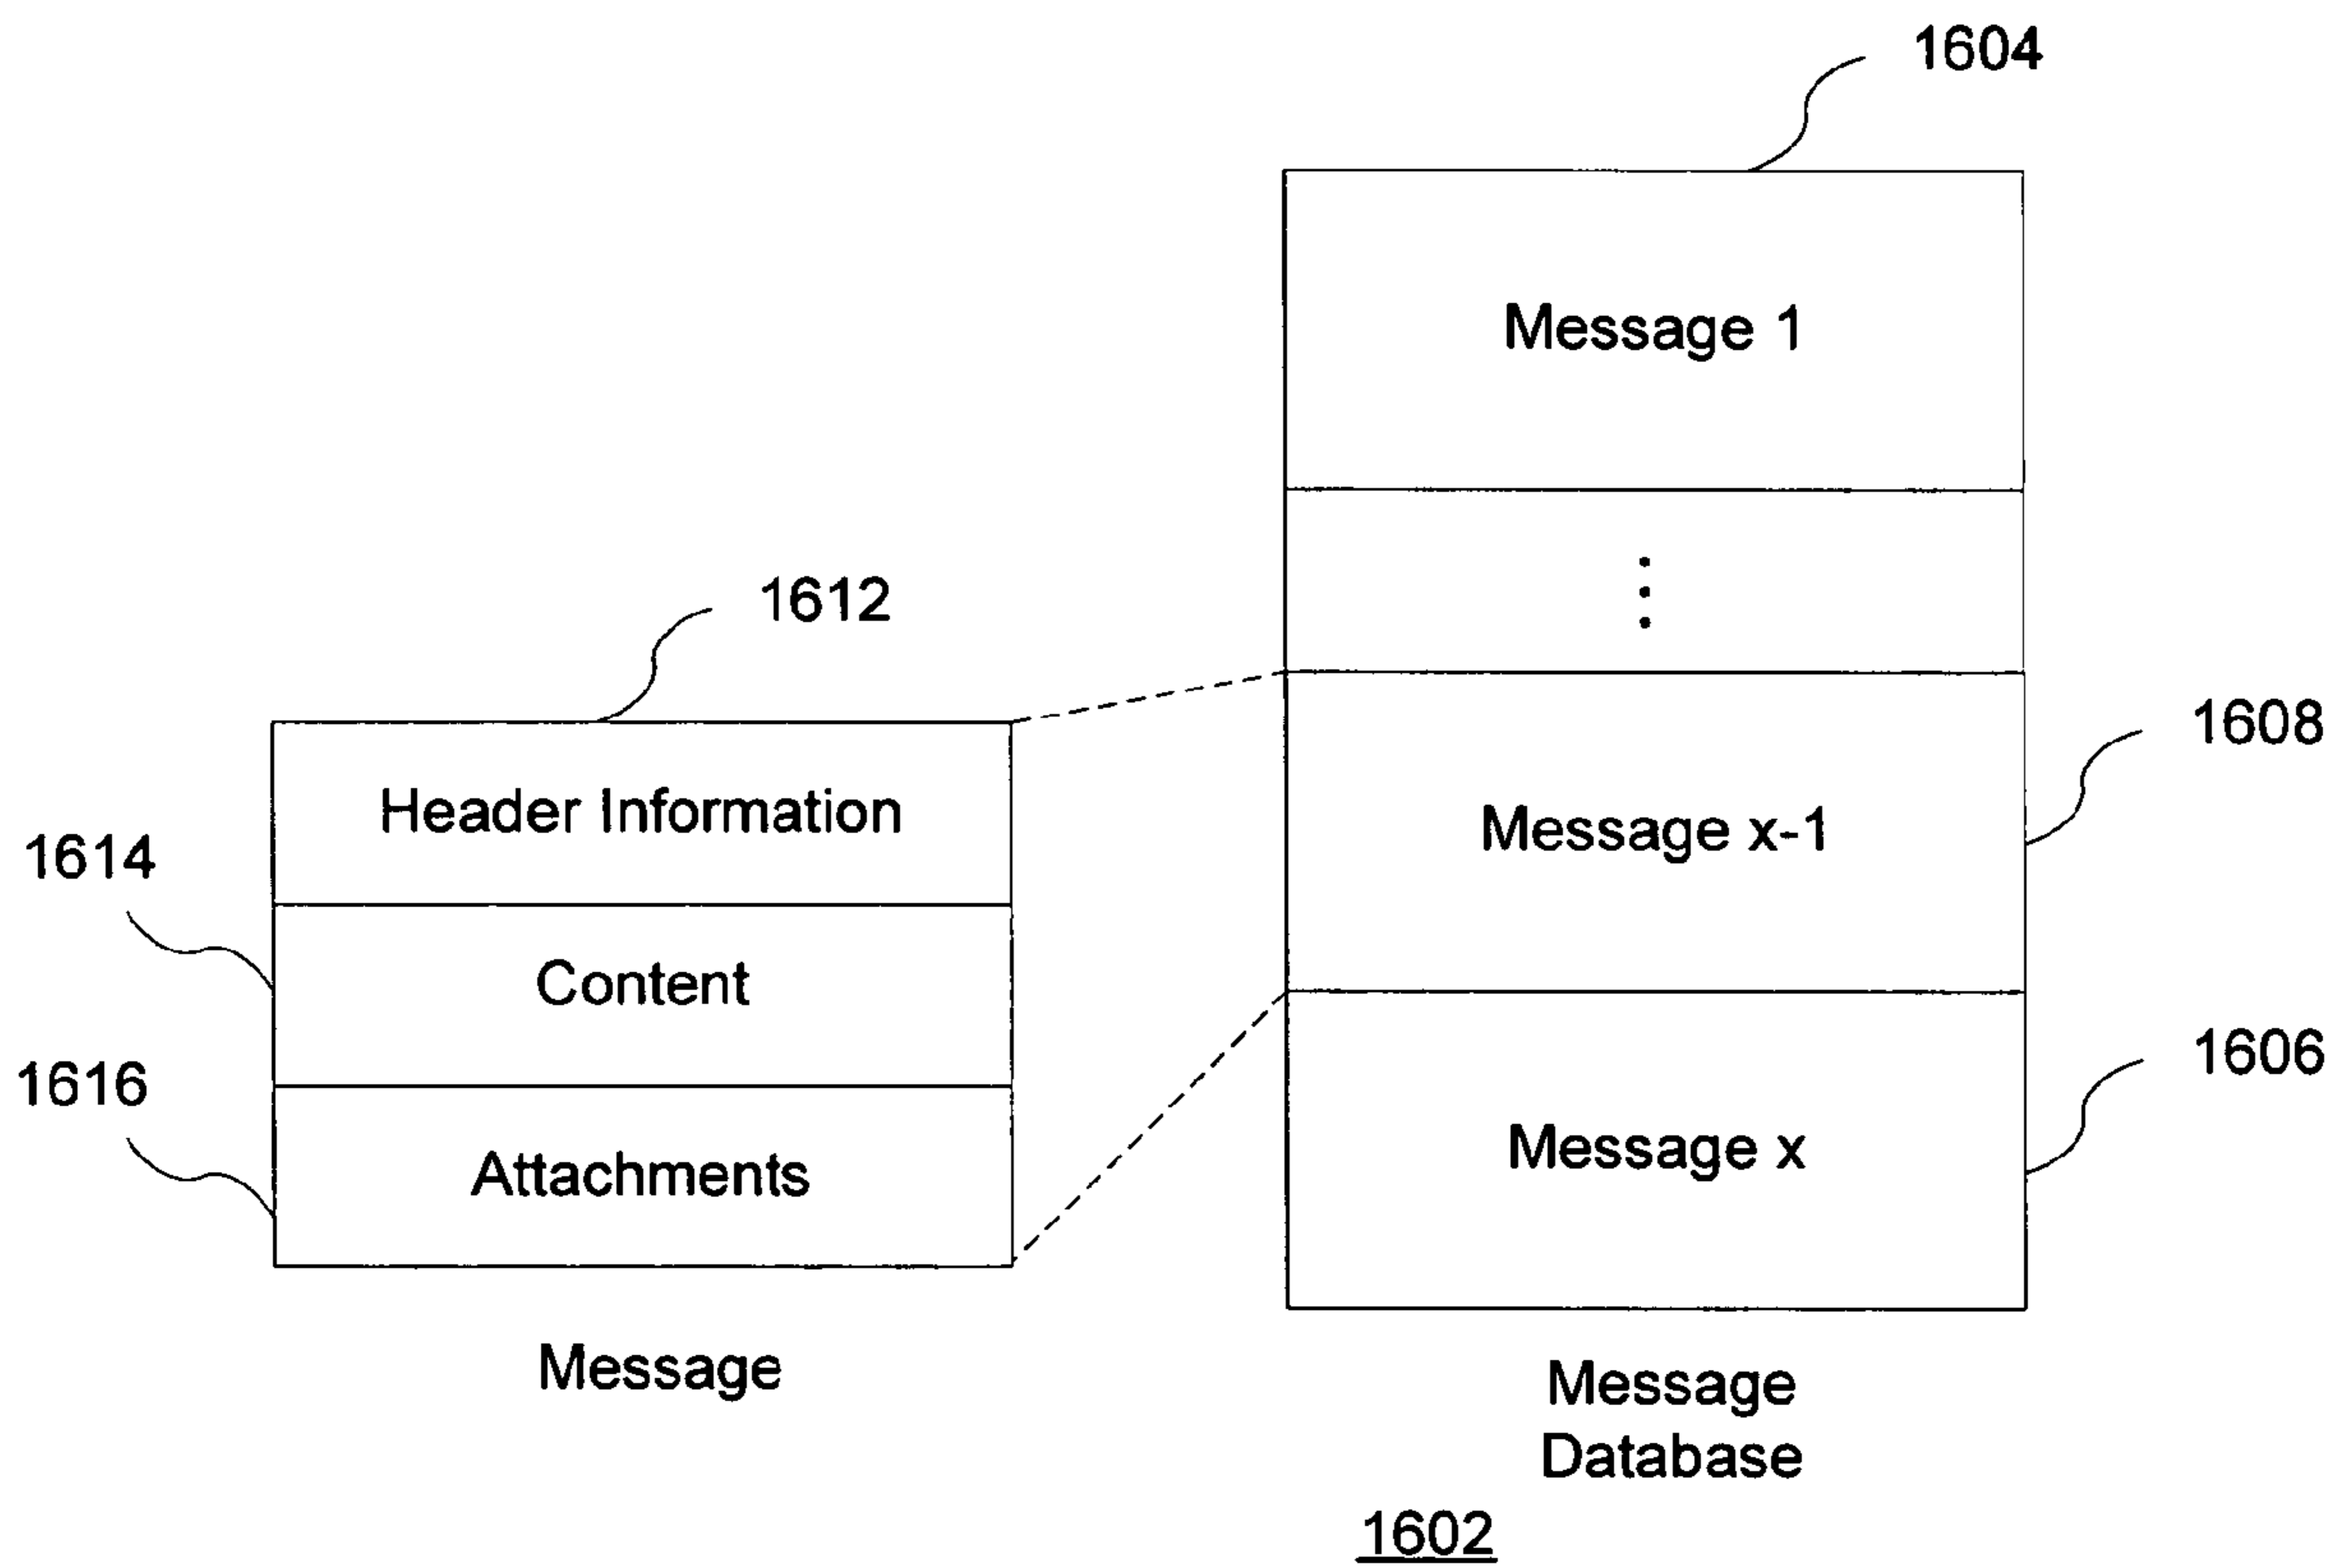 1604
Message 1
1612
1608
Header Information
Message x-1
1614
Content
1606
1616
Message x
Attachments
Message
Message
Database
1602